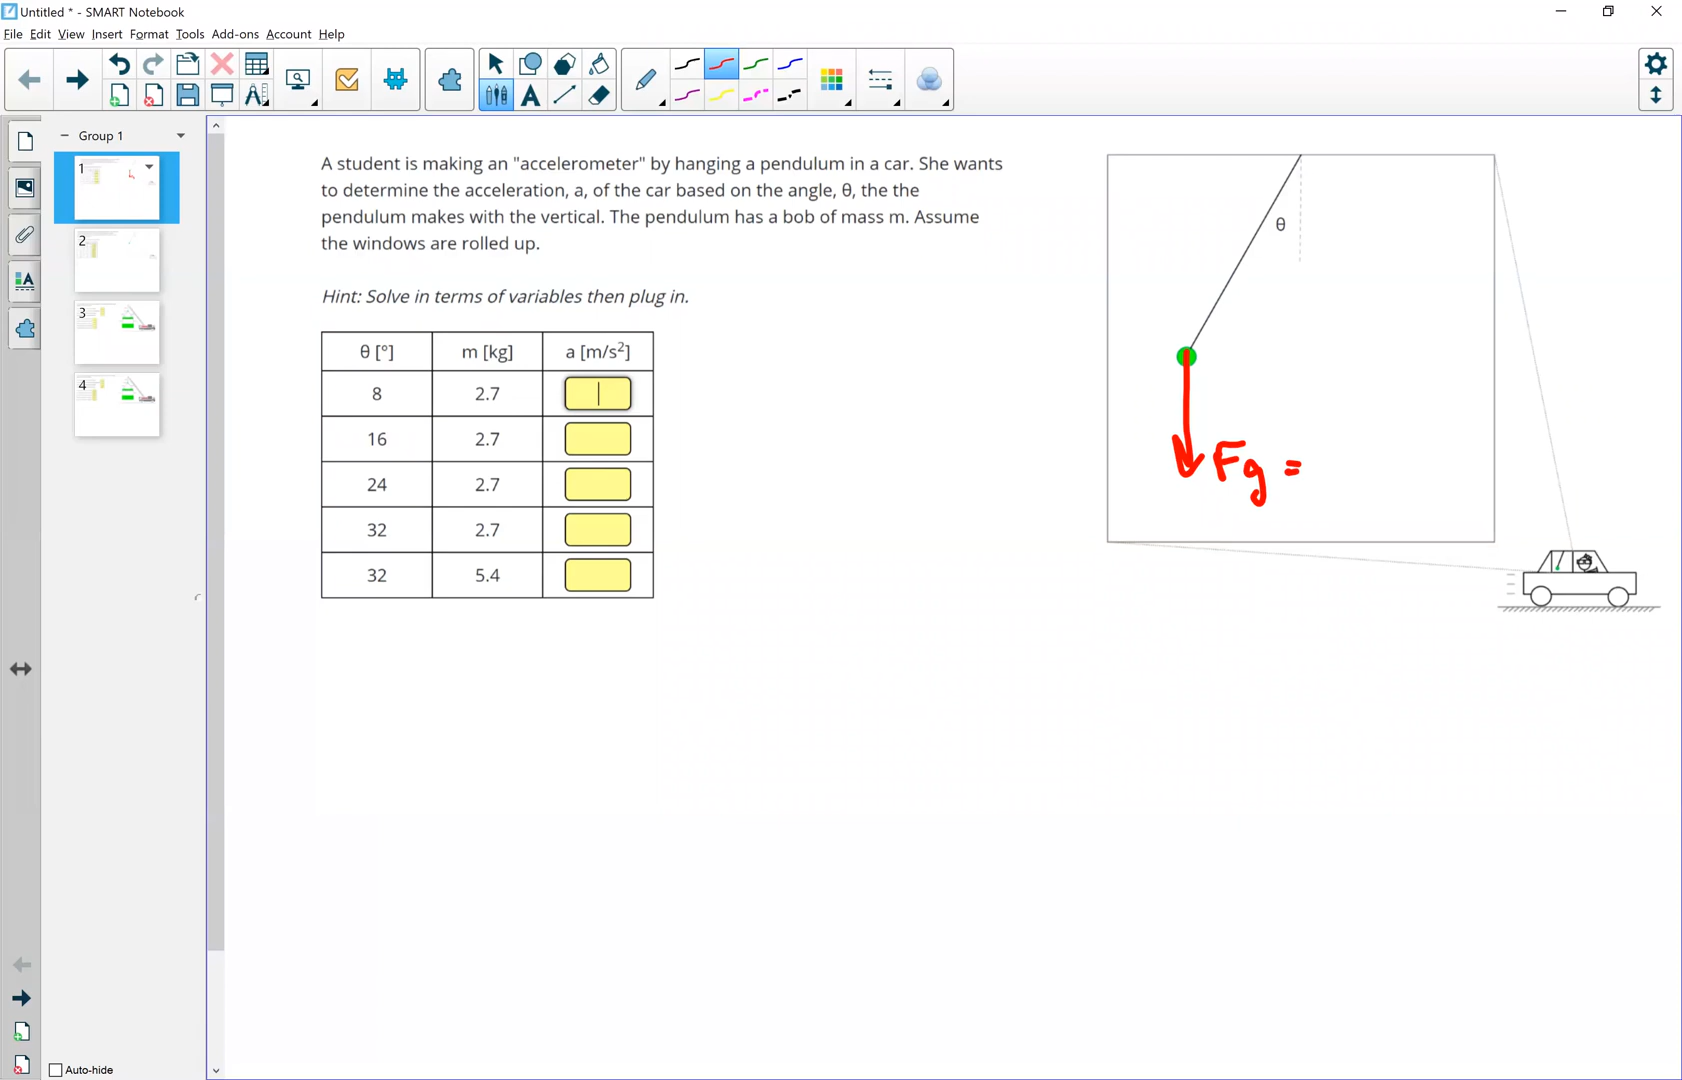 Untitled * - SMART Notebook
File Edit View Insert Format Tools Add-ons Account Help
Group 1
1
2
3
4
Auto-hide
A student is making an "accelerometer" by hanging a pendulum in a car. She wants
to determine the acceleration, a, of the car based on the angle, θ, the the
pendulum makes with the vertical. The pendulum has a bob of mass m. Assume
the windows are rolled up.
Hint: Solve in terms of variables then plug in.
θ [°] m [kg] a [m/s²]
8 2.7
16 2.7
24 2.7
32 2.7
32 5.4
θ
Fg =